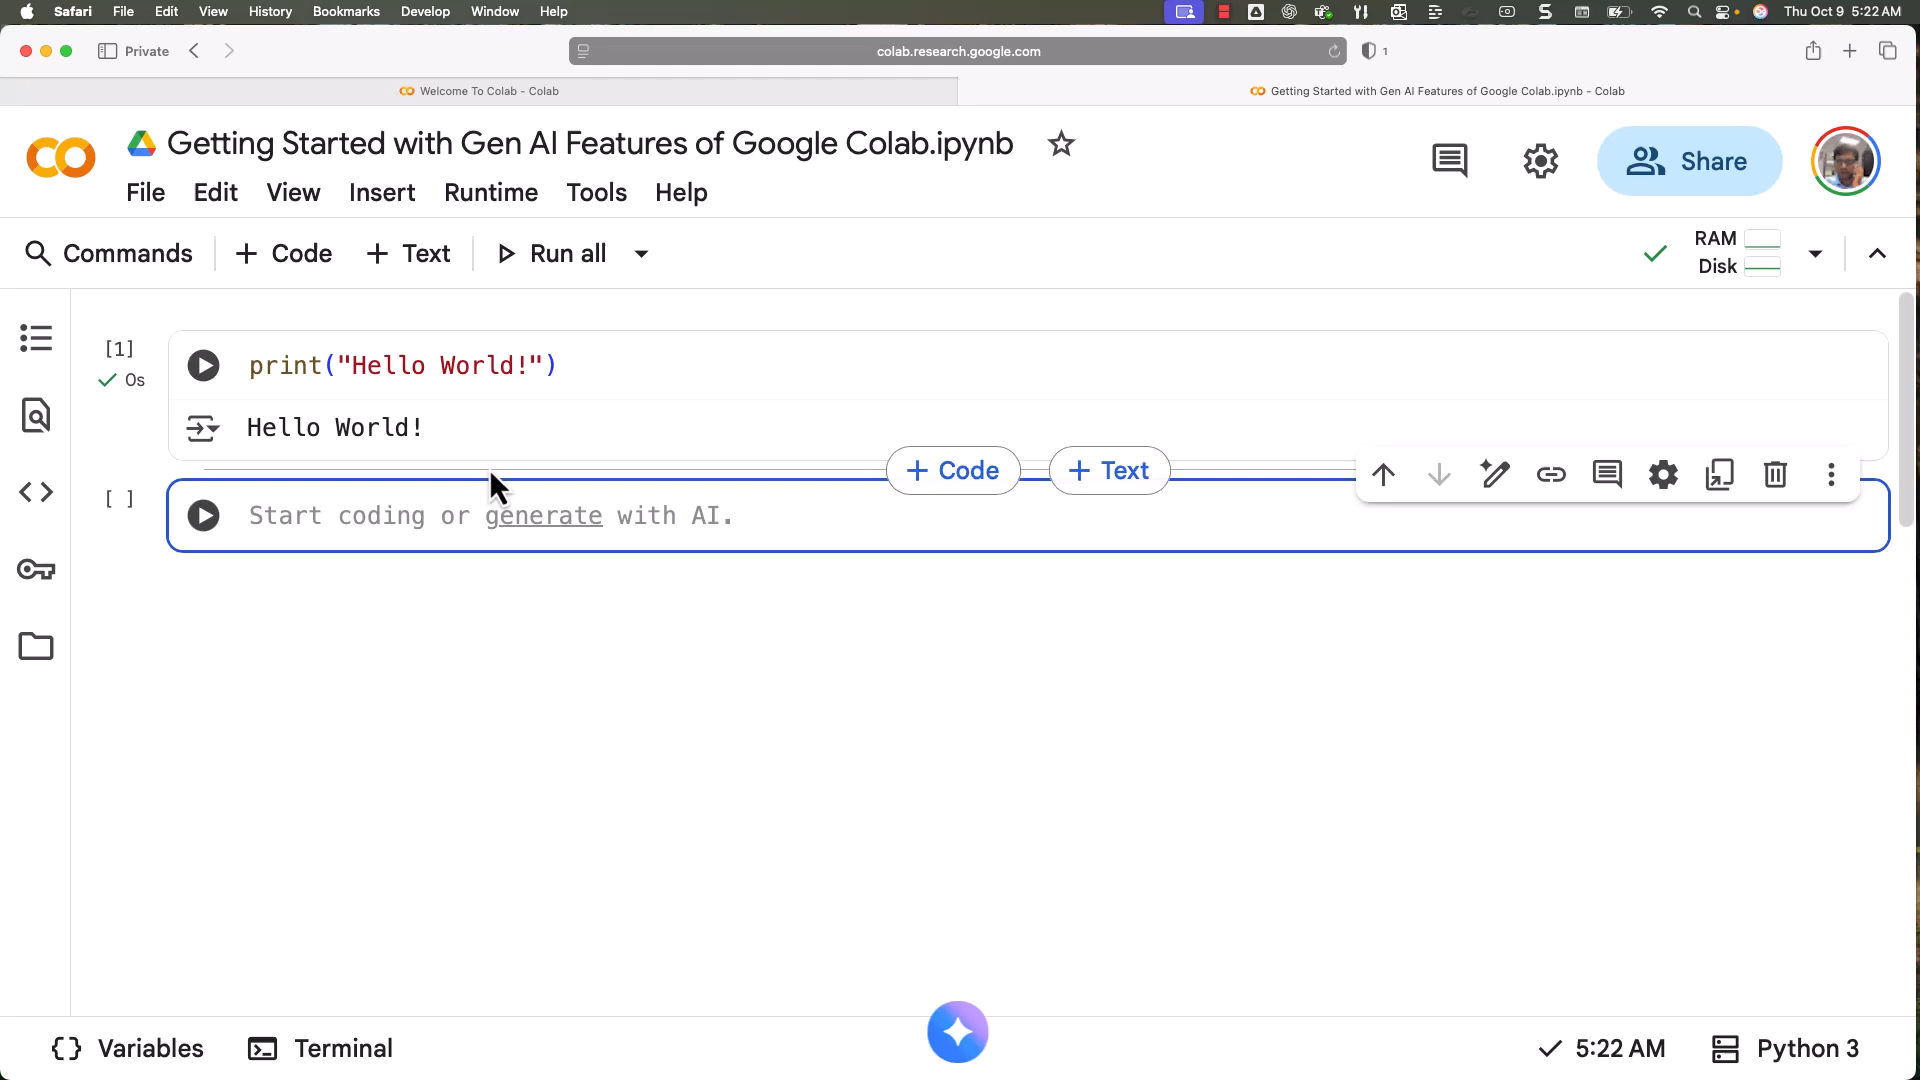 Safari File Edit View History Bookmarks Develop Window Help Thu Oct 9 5:22 AM
Private colab.research.google.com 1
Welcome To Colab - Colab Getting Started with Gen AI Features of Google Colab.ipynb - Colab
Getting Started with Gen AI Features of Google Colab.ipynb
File Edit View Insert Runtime Tools Help
Share
Commands + Code + Text Run all
RAM
Disk
[1] print("Hello World!")
0s
Hello World!
+ Code + Text
[ ] Start coding or generate with AI.
{} Variables Terminal 5:22 AM Python 3